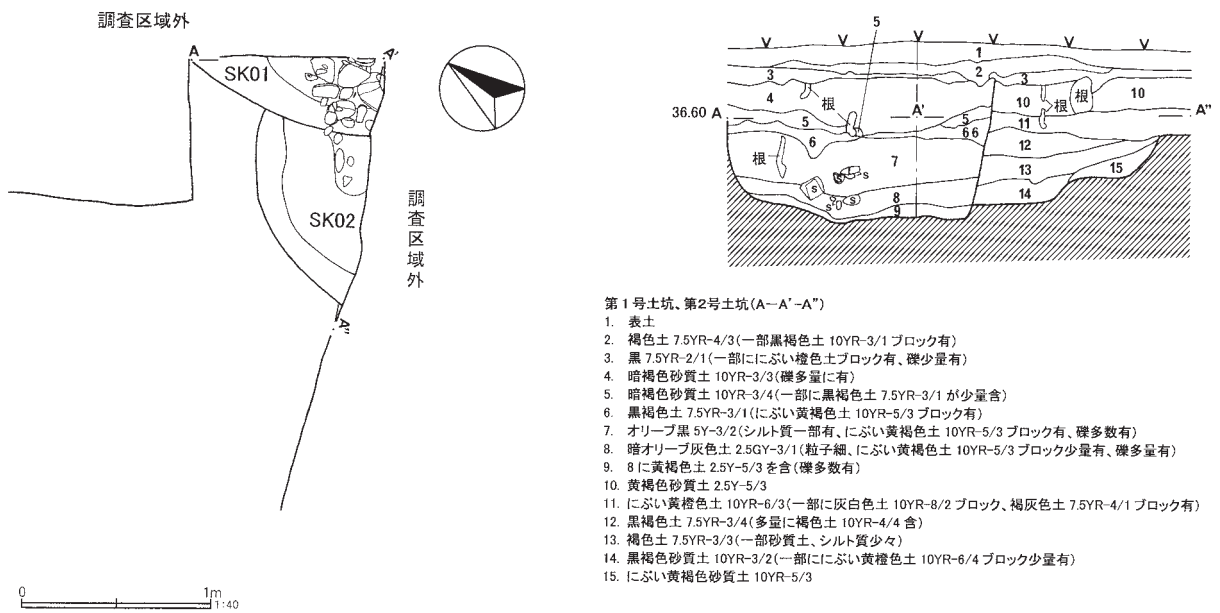 調査区域外
A
A'
SK01
SK02
調査区域外
A"
0
1m
1:40
5
1
2
3
3
4
根
10
根
根
10
36.60 A
A'
A"
5
5
11
6
6 6
12
根
7
13
15
s
s
s
s
s
8
14
9
第1号土坑、第2号土坑(A-A'-A")
1. 表土
2. 褐色土 7.5YR-4/3(一部黒褐色土 10YR-3/1 ブロック有)
3. 黒 7.5YR-2/1(一部ににぶい橙色土ブロック有、礫少量有)
4. 暗褐色砂質土 10YR-3/3(礫多量に有)
5. 暗褐色砂質土 10YR-3/4(一部に黒褐色土 7.5YR-3/1 が少量含)
6. 黒褐色土 7.5YR-3/1(にぶい黄褐色土 10YR-5/3 ブロック有)
7. オリーブ黒 5Y-3/2(シルト質一部有、にぶい黄褐色土 10YR-5/3 ブロック有、礫多数有)
8. 暗オリーブ灰色土 2.5GY-3/1(粒子細、にぶい黄褐色土 10YR-5/3 ブロック少量有、礫多量有)
9. 8に黄褐色土 2.5Y-5/3 を含(礫多数有)
10. 黄褐色砂質土 2.5Y-5/3
11. にぶい黄橙色土 10YR-6/3(一部に灰白色土 10YR-8/2 ブロック、褐灰色土 7.5YR-4/1 ブロック有)
12. 黒褐色土 7.5YR-3/4(多量に褐色土 10YR-4/4 含)
13. 褐色土 7.5YR-3/3(一部砂質土、シルト質少々)
14. 黒褐色砂質土 10YR-3/2(一部ににぶい黄橙色土 10YR-6/4 ブロック少量有)
15. にぶい黄褐色砂質土 10YR-5/3